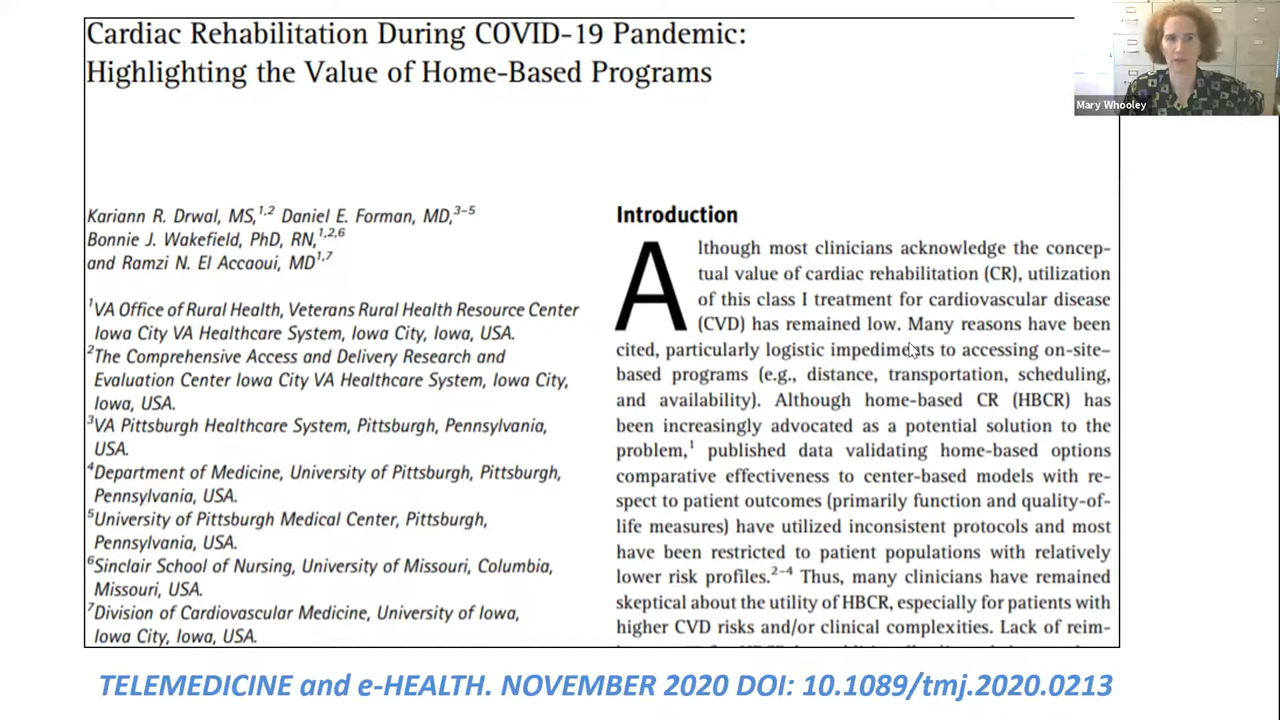 Cardiac Rehabilitation During COVID-19 Pandemic:
Highlighting the Value of Home-Based Programs
Mary Whooley
Kariann R. Drwal, MS,1,2 Daniel E. Forman, MD,3–5
Bonnie J. Wakefield, PhD, RN,1,2,6
and Ramzi N. El Accaoui, MD1,7
1VA Office of Rural Health, Veterans Rural Health Resource Center
Iowa City VA Healthcare System, Iowa City, Iowa, USA.
2The Comprehensive Access and Delivery Research and
Evaluation Center Iowa City VA Healthcare System, Iowa City,
Iowa, USA.
3VA Pittsburgh Healthcare System, Pittsburgh, Pennsylvania,
USA.
4Department of Medicine, University of Pittsburgh, Pittsburgh,
Pennsylvania, USA.
5University of Pittsburgh Medical Center, Pittsburgh,
Pennsylvania, USA.
6Sinclair School of Nursing, University of Missouri, Columbia,
Missouri, USA.
7Division of Cardiovascular Medicine, University of Iowa,
Iowa City, Iowa, USA.
Introduction
Although most clinicians acknowledge the concep-
tual value of cardiac rehabilitation (CR), utilization
of this class I treatment for cardiovascular disease
(CVD) has remained low. Many reasons have been
cited, particularly logistic impediments to accessing on-site-
based programs (e.g., distance, transportation, scheduling,
and availability). Although home-based CR (HBCR) has
been increasingly advocated as a potential solution to the
problem,1 published data validating home-based options
comparative effectiveness to center-based models with re-
spect to patient outcomes (primarily function and quality-of-
life measures) have utilized inconsistent protocols and most
have been restricted to patient populations with relatively
lower risk profiles.2–4 Thus, many clinicians have remained
skeptical about the utility of HBCR, especially for patients with
higher CVD risks and/or clinical complexities. Lack of reim-
TELEMEDICINE and e-HEALTH. NOVEMBER 2020 DOI: 10.1089/tmj.2020.0213